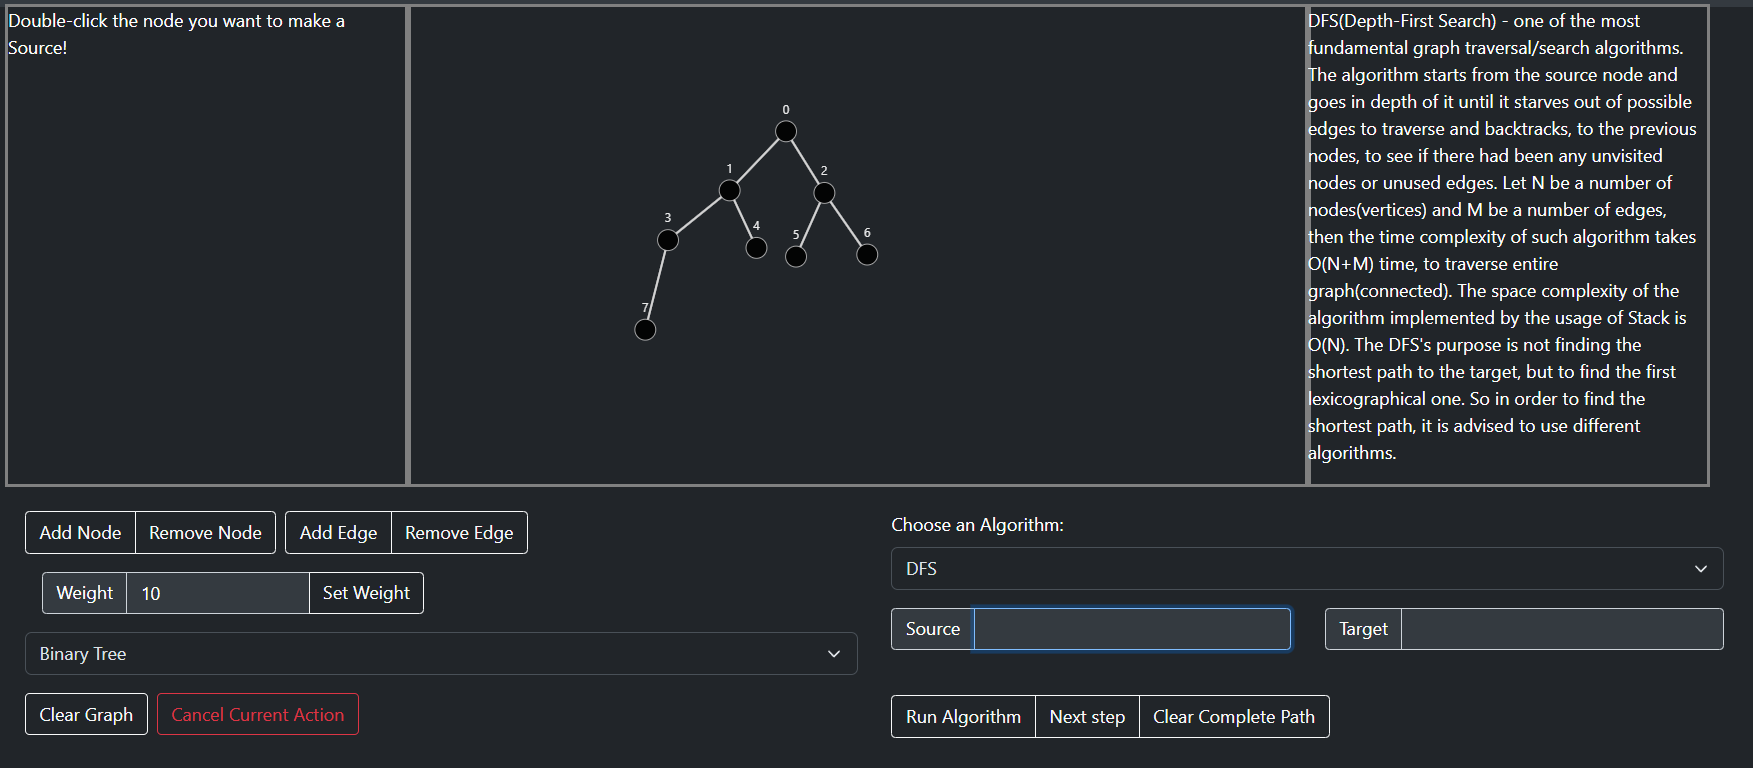 Double-click the node you want to make a
Source!
0
1
2
3
4
5
6
7
DFS(Depth-First Search) - one of the most
fundamental graph traversal/search algorithms.
The algorithm starts from the source node and
goes in depth of it until it starves out of possible
edges to traverse and backtracks, to the previous
nodes, to see if there had been any unvisited
nodes or unused edges. Let N be a number of
nodes(vertices) and M be a number of edges,
then the time complexity of such algorithm takes
O(N+M) time, to traverse entire
graph(connected). The space complexity of the
algorithm implemented by the usage of Stack is
O(N). The DFS's purpose is not finding the
shortest path to the target, but to find the first
lexicographical one. So in order to find the
shortest path, it is advised to use different
algorithms.
Add Node Remove Node Add Edge Remove Edge
Weight 10 Set Weight
Binary Tree
Clear Graph Cancel Current Action
Choose an Algorithm:
DFS
Source Target
Run Algorithm Next step Clear Complete Path